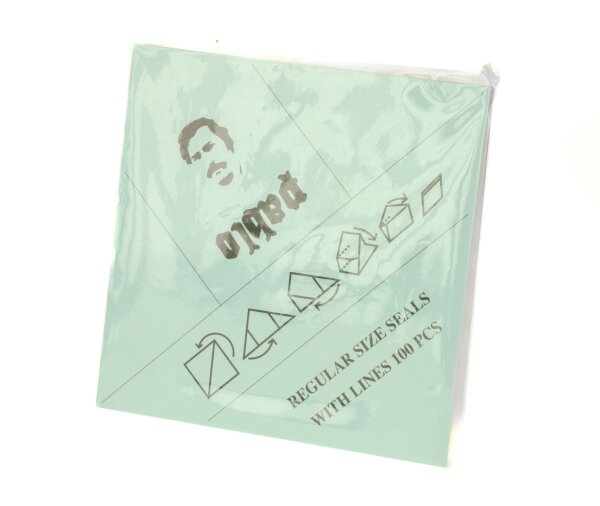 pablo
REGULAR SIZE SEALS
WITH LINES 100 PCS